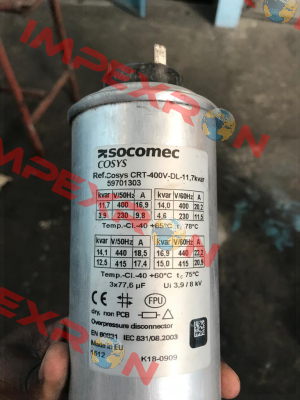 IMPEXRON
socomec
COSYS
Ref.Cosys CRT-400V-DL-11,7kvar
59701303
kvar V/50Hz A kvar V/60Hz A
11,7 400 16,9 14,0 400 20,2
3,9 230 9,8 4,6 230 11,5
Temp.-Cl.-40 +65°C 78°C
kvar V/50Hz A kvar V/60Hz A
14,1 440 18,5 16,9 440 22,2
12,5 415 17,4 15,0 415 20,9
Temp.-Cl.-40 +60°C 75°C
3x77,6 µF Ui 3,9 / 8 kV
FPU
dry, non PCB
Overpressure disconnector
EN 60831 IEC 831/08.2003
Made in EU
1512 K18-0909